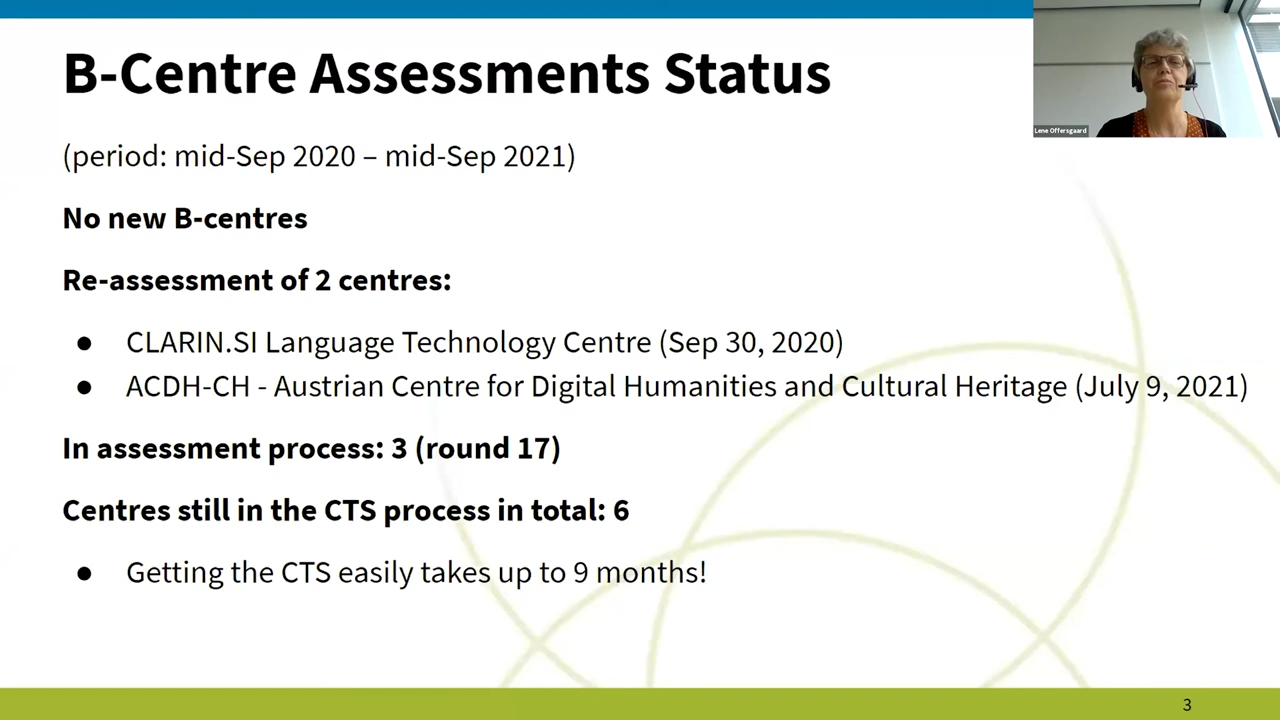 B-Centre Assessments Status
Lene Offersgaard
(period: mid-Sep 2020 – mid-Sep 2021)
No new B-centres
Re-assessment of 2 centres:
● CLARIN.SI Language Technology Centre (Sep 30, 2020)
● ACDH-CH - Austrian Centre for Digital Humanities and Cultural Heritage (July 9, 2021)
In assessment process: 3 (round 17)
Centres still in the CTS process in total: 6
● Getting the CTS easily takes up to 9 months!
3